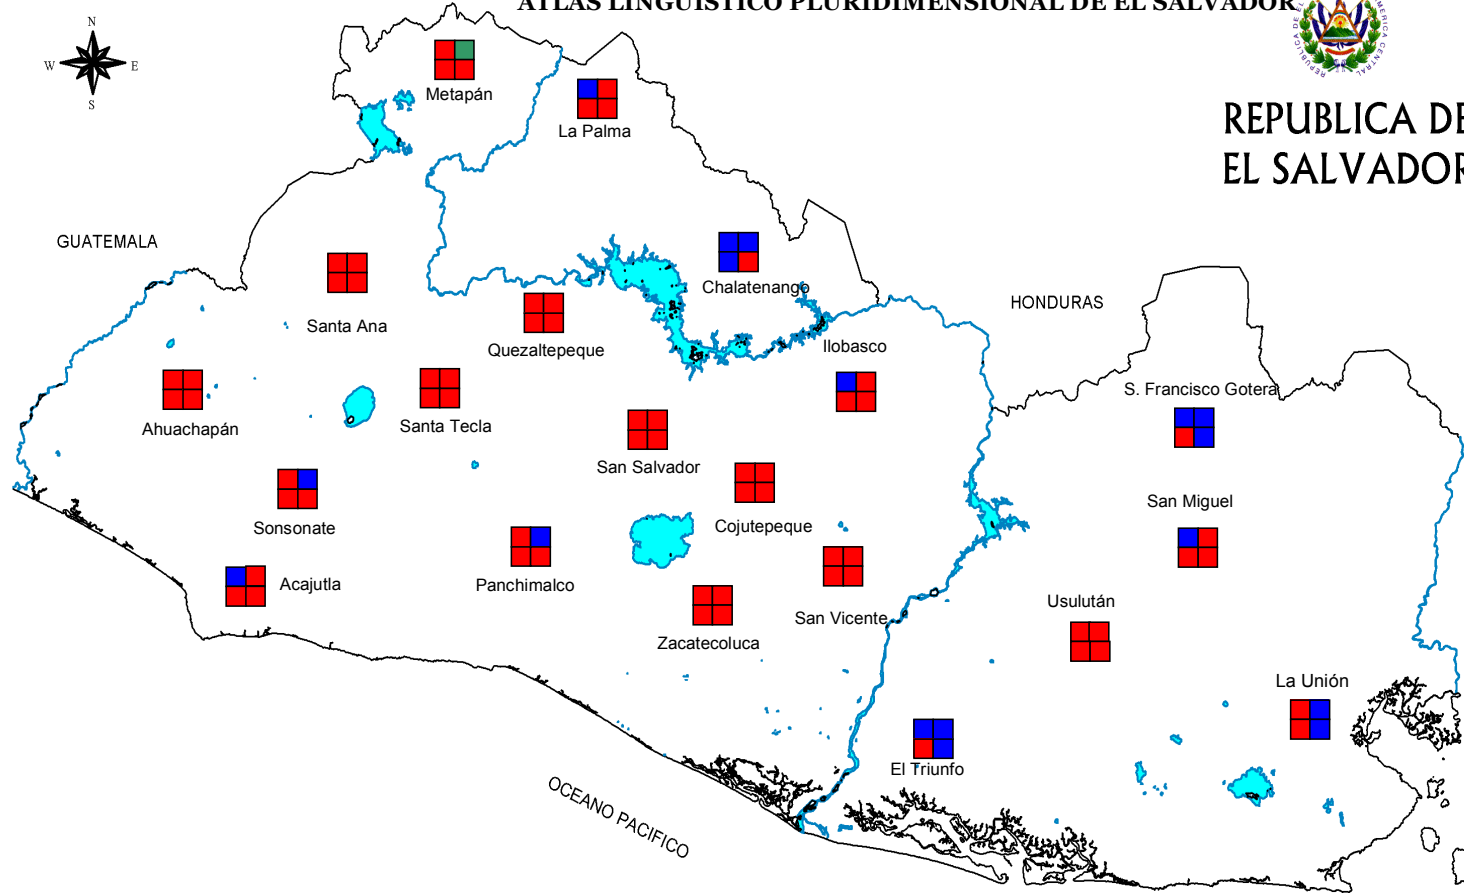 ATLAS LINGÜÍSTICO PLURIDIMENSIONAL DE EL SALVADOR
N
W E
S
Metapán
La Palma
REPUBLICA DE
EL SALVADOR
GUATEMALA
Chalatenango
HONDURAS
Santa Ana
Quezaltepeque
Ilobasco
S. Francisco Gotera
Ahuachapán
Santa Tecla
San Salvador
San Miguel
Sonsonate
Cojutepeque
Acajutla
Panchimalco
Usulután
San Vicente
Zacatecoluca
La Unión
El Triunfo
OCEANO PACIFICO